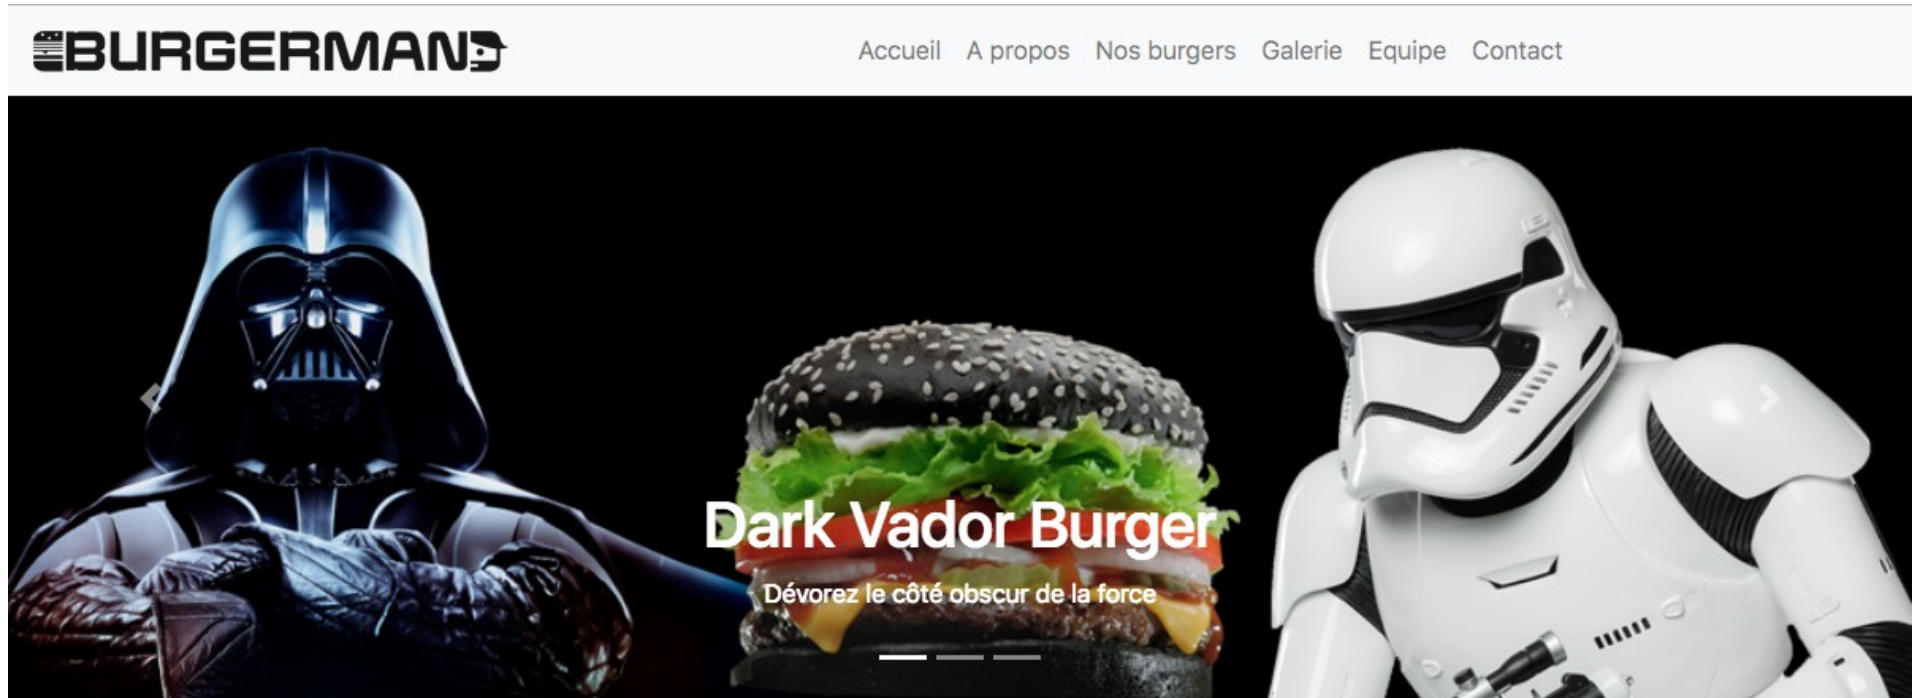 BURGERMAN
Accueil A propos Nos burgers Galerie Equipe Contact
Dark Vador Burger
Dévorez le côté obscur de la force